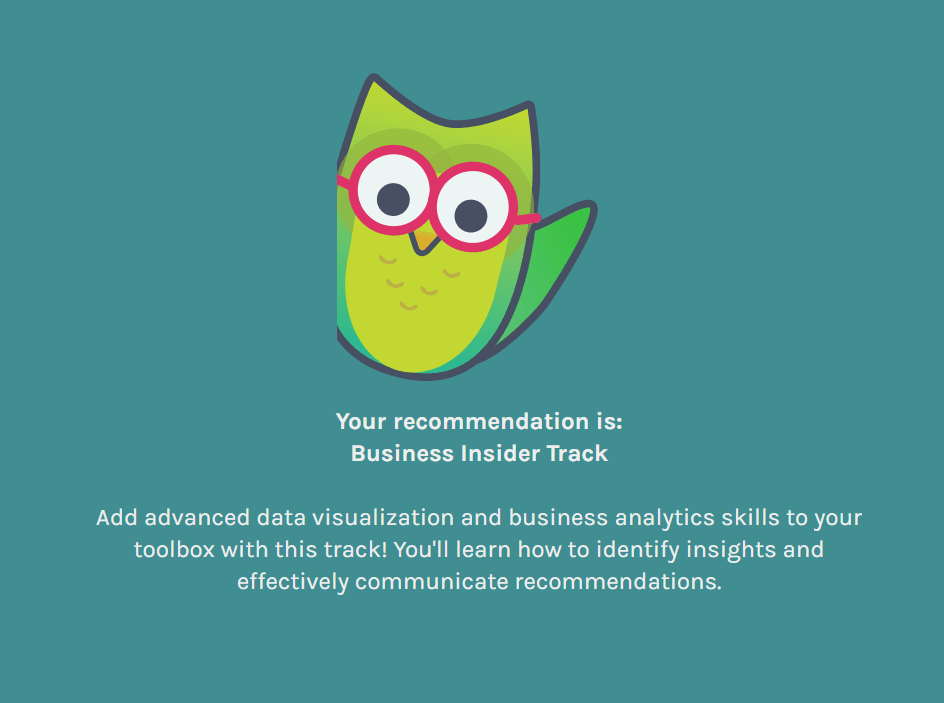 Your recommendation is:
Business Insider Track
Add advanced data visualization and business analytics skills to your
toolbox with this track! You'll learn how to identify insights and
effectively communicate recommendations.